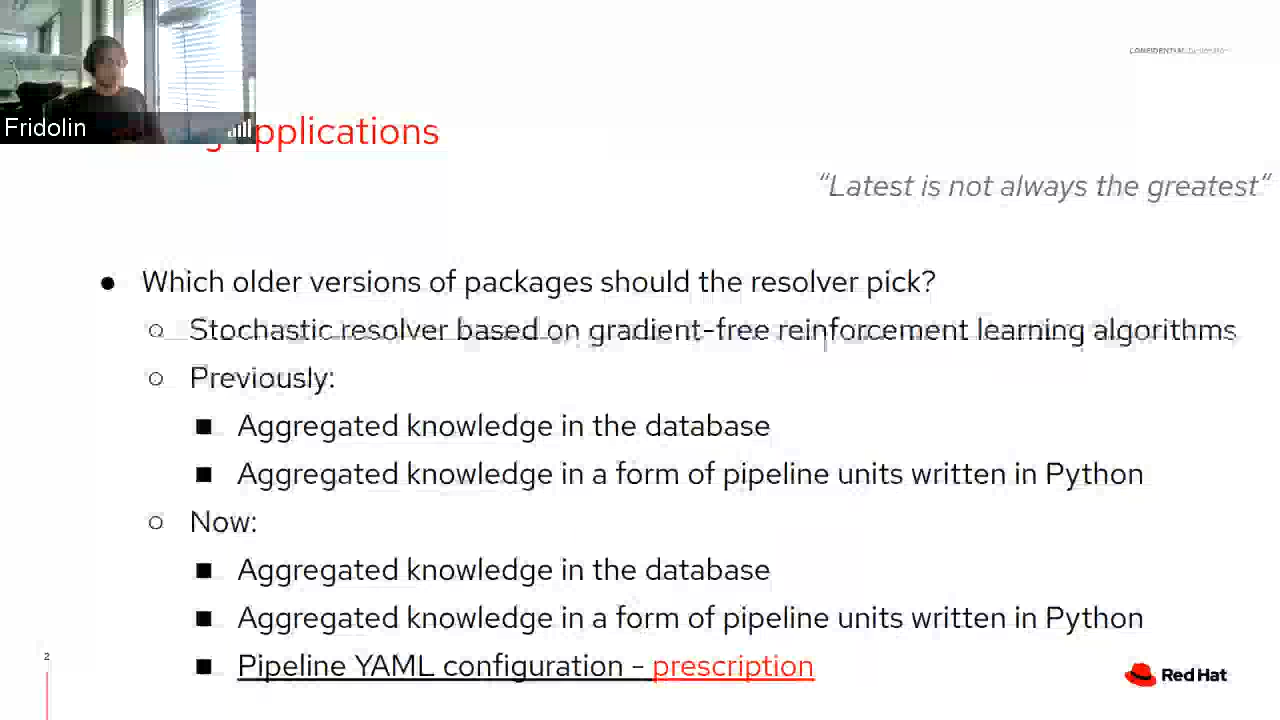 CONFIDENTIAL
Fridolin
pplications
“Latest is not always the greatest“
● Which older versions of packages should the resolver pick?
○ Stochastic resolver based on gradient-free reinforcement learning algorithms
○ Previously:
■ Aggregated knowledge in the database
■ Aggregated knowledge in a form of pipeline units written in Python
○ Now:
■ Aggregated knowledge in the database
■ Aggregated knowledge in a form of pipeline units written in Python
■ Pipeline YAML configuration - prescription
2
Red Hat